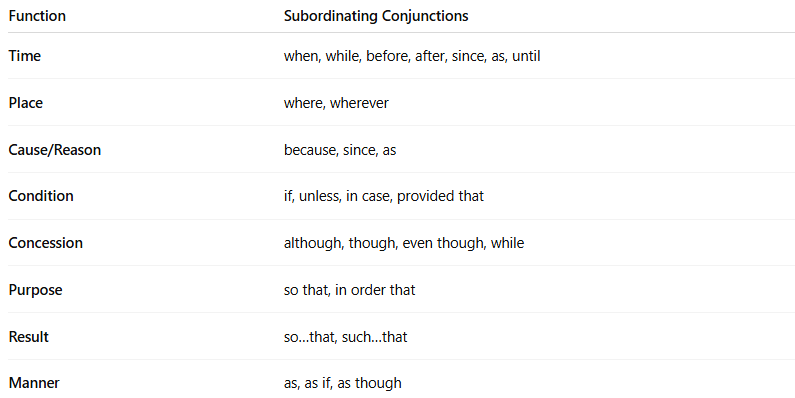 Function Subordinating Conjunctions
Time when, while, before, after, since, as, until
Place where, wherever
Cause/Reason because, since, as
Condition if, unless, in case, provided that
Concession although, though, even though, while
Purpose so that, in order that
Result so...that, such...that
Manner as, as if, as though